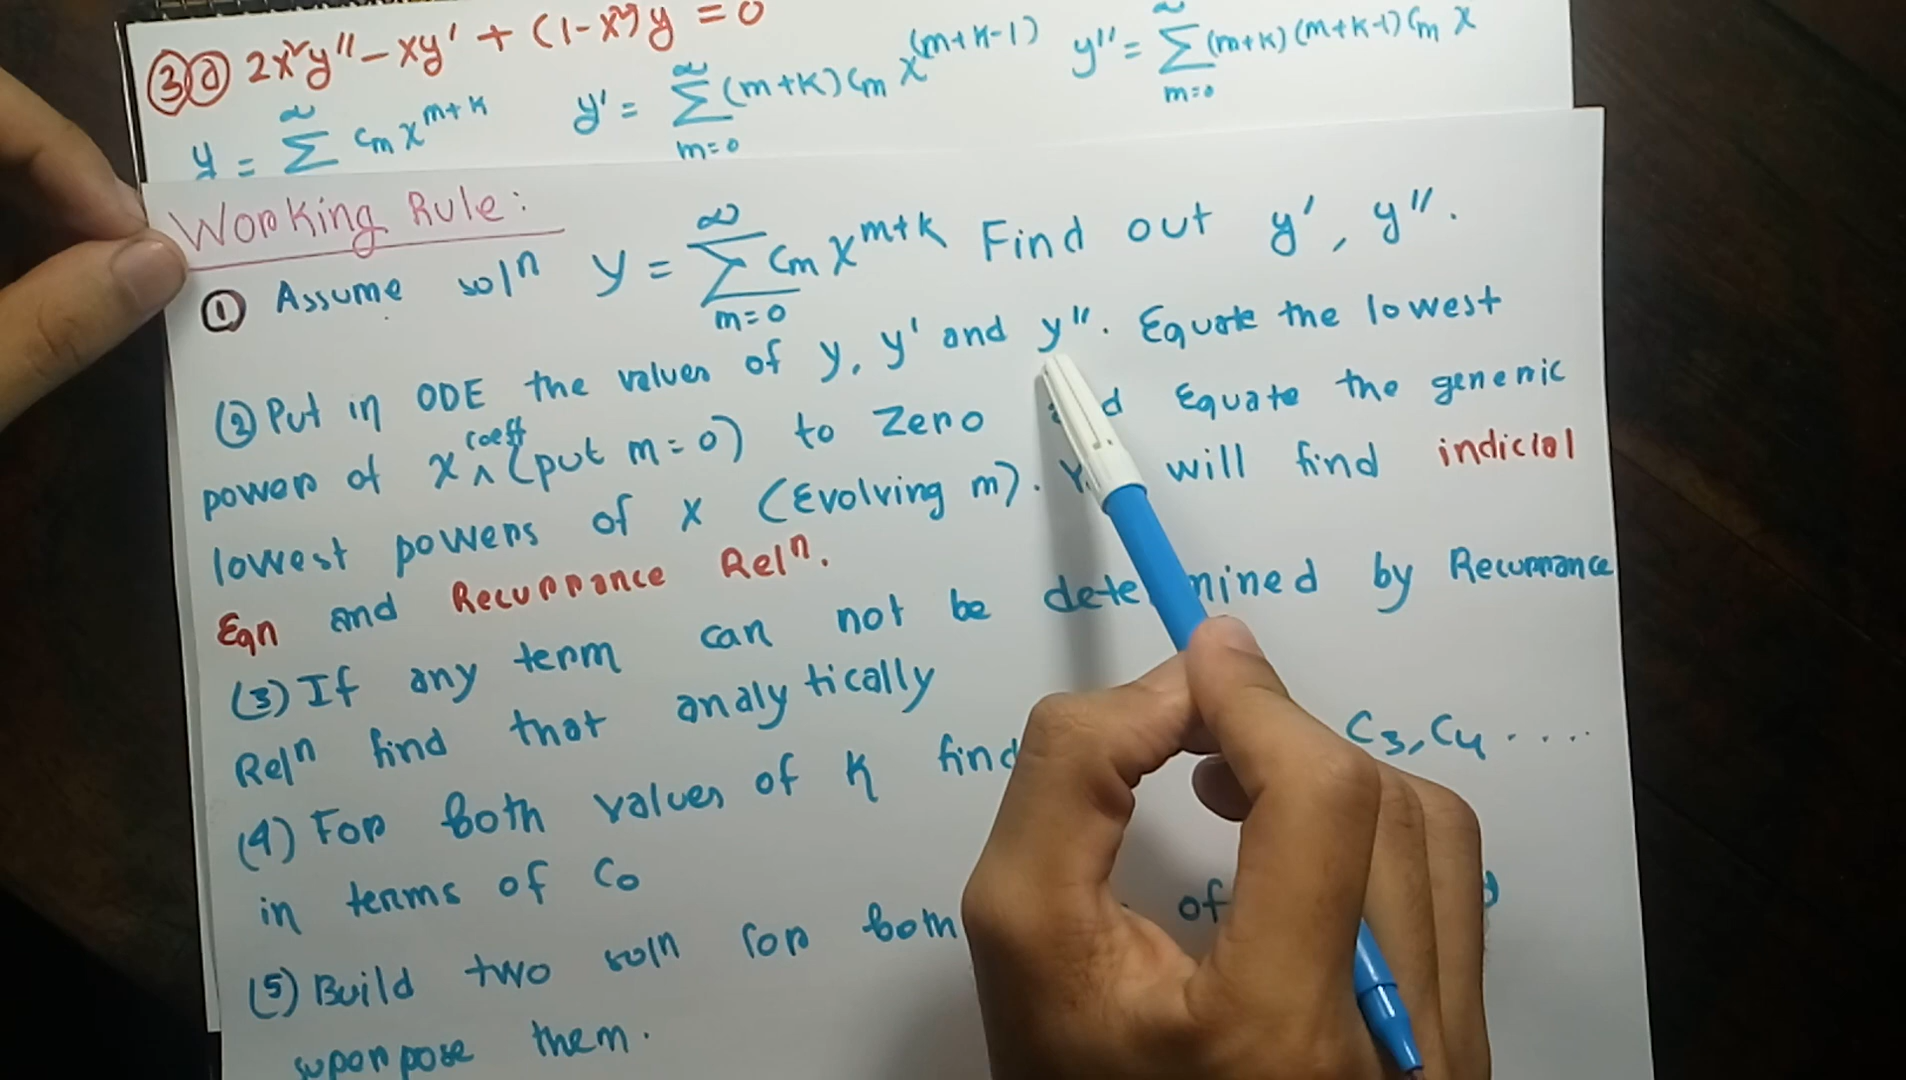 3a 2x²y'' - xy' + (1-x²)y = 0
y = ∞ Σ cm x^m+k   y' = ∞ Σ m=0 (m+k) cm x^(m+k-1)   y'' = ∞ Σ m=0 (m+k) (m+k-1) cm x
Working Rule:
① Assume solⁿ y = ∞ Σ m=0 cm x^m+k Find out y', y''.
(2) Put in ODE the values of y, y' and y''. Equate the lowest
power of x ^ coeff (put m=0) to zero Equate the generic
lowest powers of x (Evolving m). will find indicial
Eqn and Recurrance Relⁿ.
(3) If any term can not be determined by Recurrance
Relⁿ find that analytically
(4) For both values of k find C3, C4 ....
in terms of C0
(5) Build two solⁿ for both of y
superpose them.